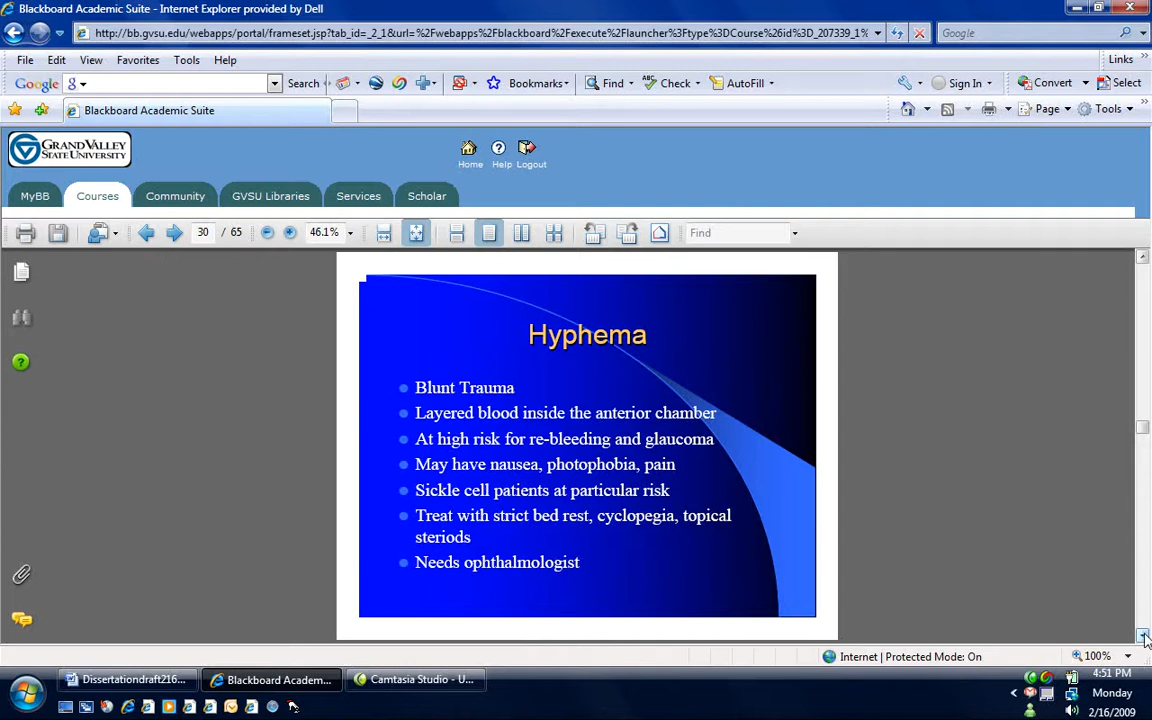 Blackboard Academic Suite - Internet Explorer provided by Dell
http://bb.gvsu.edu/webapps/portal/frameset.jsp?tab_id=_2_1&url=%2Fwebapps%2Fblackboard%2Fexecute%2Flauncher%3Ftype%3DCourse%26id%3D_207339_1%
Google
File Edit View Favorites Tools Help
Links
Google
Search
Bookmarks
Find
Check
AutoFill
Sign In
Convert
Select
Blackboard Academic Suite
Page
Tools
GRAND VALLEY
STATE UNIVERSITY
Home Help Logout
MyBB Courses Community GVSU Libraries Services Scholar
30 / 65 46.1% Find
Hyphema
Blunt Trauma
Layered blood inside the anterior chamber
At high risk for re-bleeding and glaucoma
May have nausea, photophobia, pain
Sickle cell patients at particular risk
Treat with strict bed rest, cyclopegia, topical
steriods
Needs ophthalmologist
Internet | Protected Mode: On
100%
Dissertationdraft216...
Blackboard Academ...
Camtasia Studio - U...
4:51 PM
Monday
2/16/2009